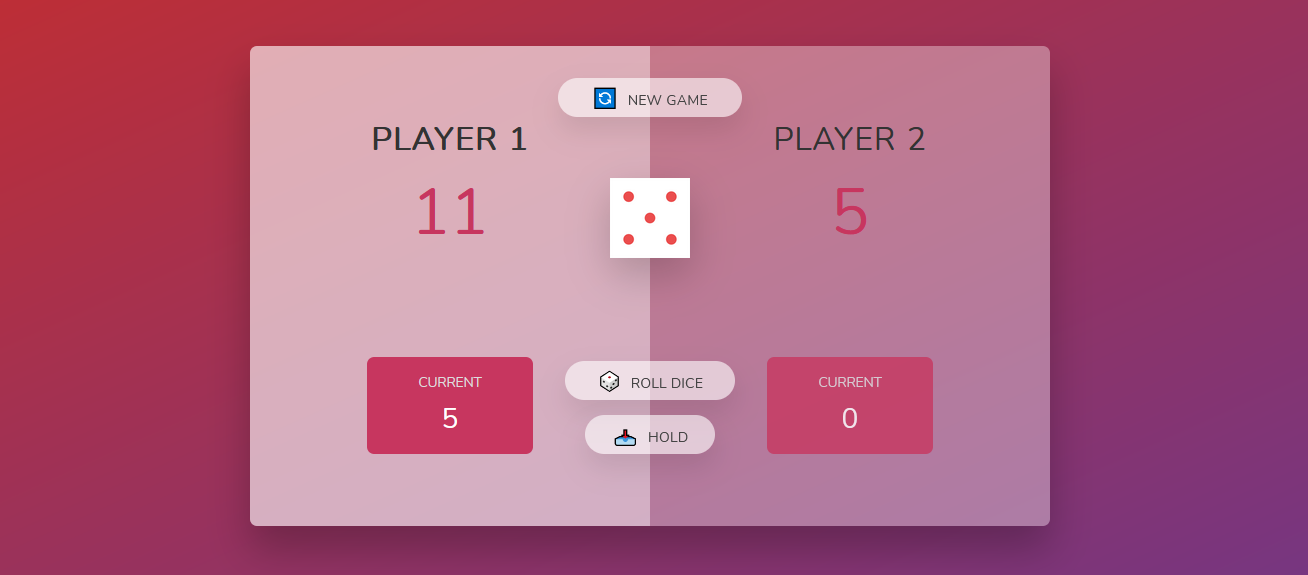 NEW GAME
PLAYER 1
11
CURRENT
5
PLAYER 2
5
CURRENT
0
ROLL DICE
HOLD